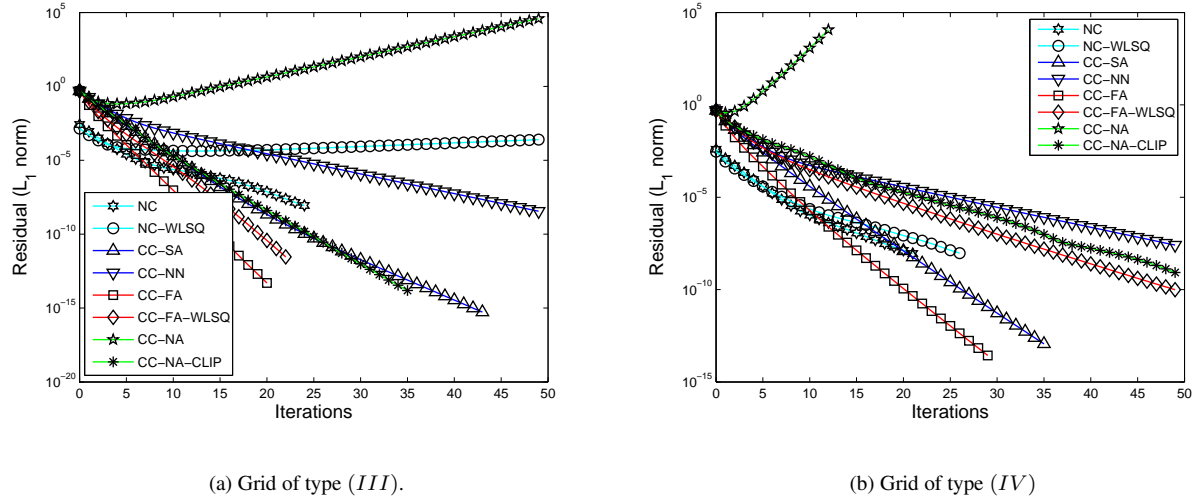 10^5
10^0
10^-5
10^-10
10^-15
10^-20
Residual (L_1 norm)
0 5 10 15 20 25 30 35 40 45 50
Iterations
NC
NC-WLSQ
CC-SA
CC-NN
CC-FA
CC-FA-WLSQ
CC-NA
CC-NA-CLIP
(a) Grid of type (III).
10^5
10^0
10^-5
10^-10
10^-15
Residual (L_1 norm)
0 5 10 15 20 25 30 35 40 45 50
Iterations
NC
NC-WLSQ
CC-SA
CC-NN
CC-FA
CC-FA-WLSQ
CC-NA
CC-NA-CLIP
(b) Grid of type (IV)